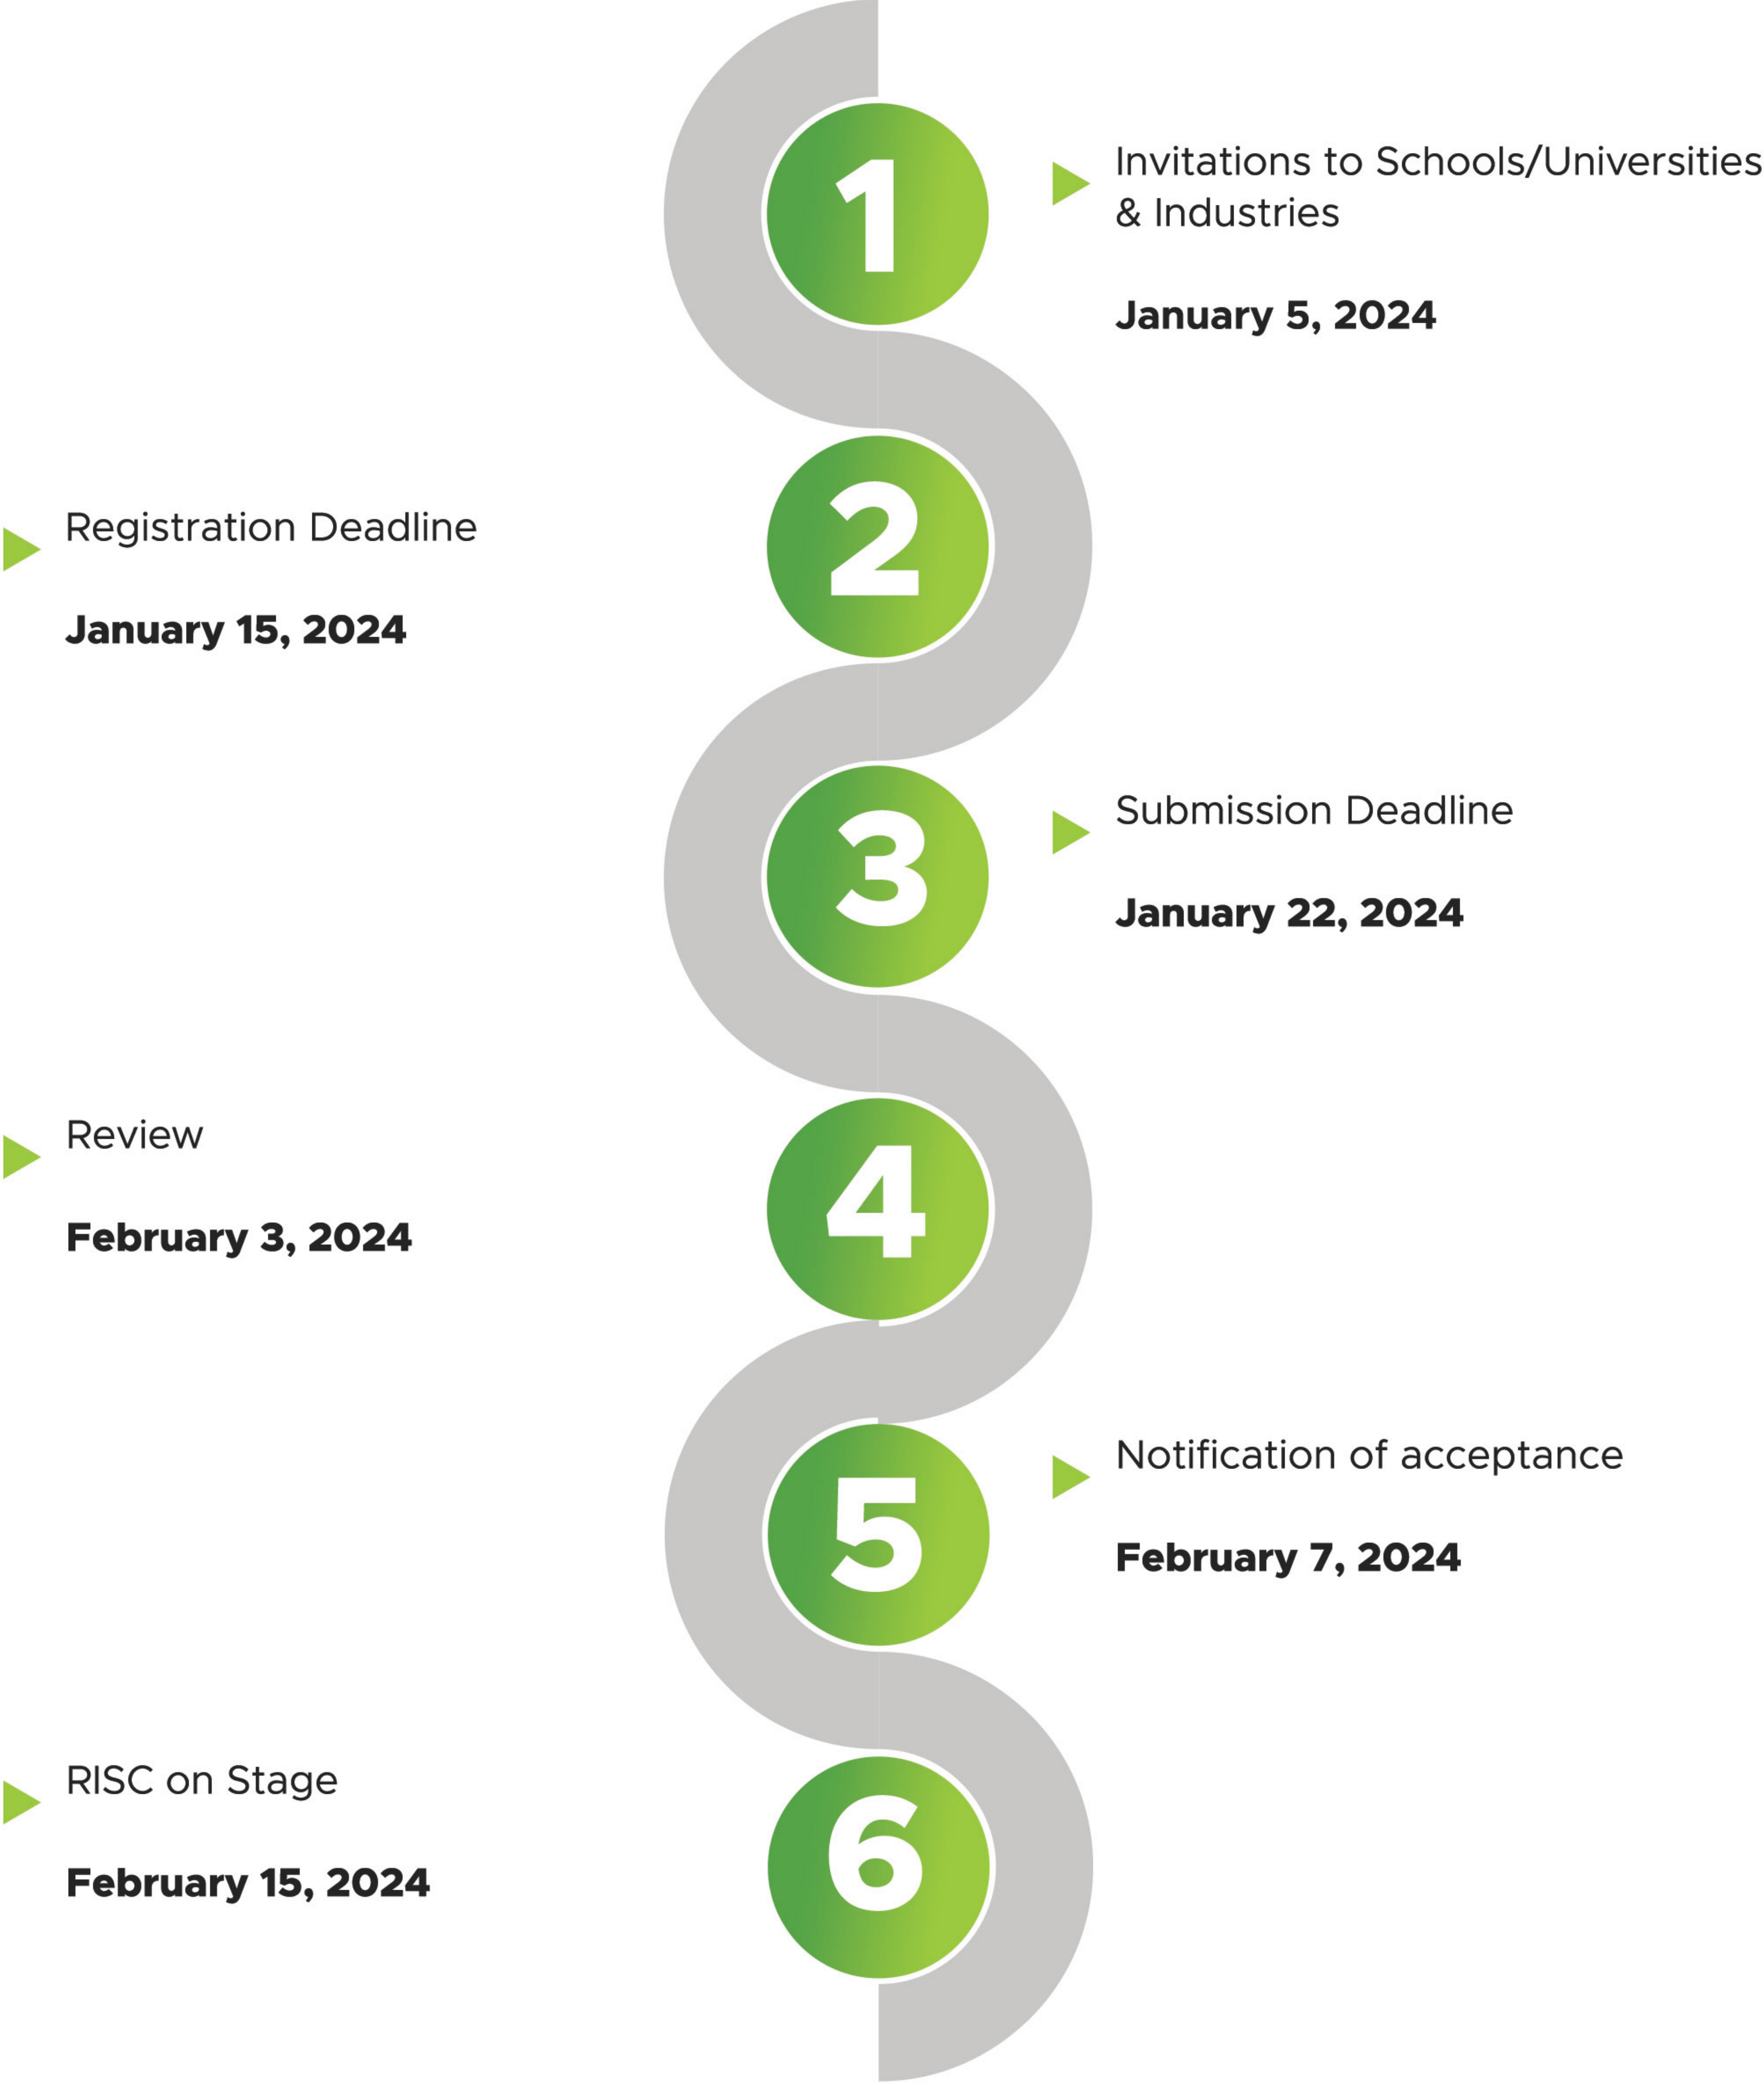 1
Invitations to Schools/Universities
& Industries
January 5, 2024
2
Registration Deadline
January 15, 2024
3
Submission Deadline
January 22, 2024
4
Review
February 3, 2024
5
Notification of acceptance
February 7, 2024
6
RISC on Stage
February 15, 2024